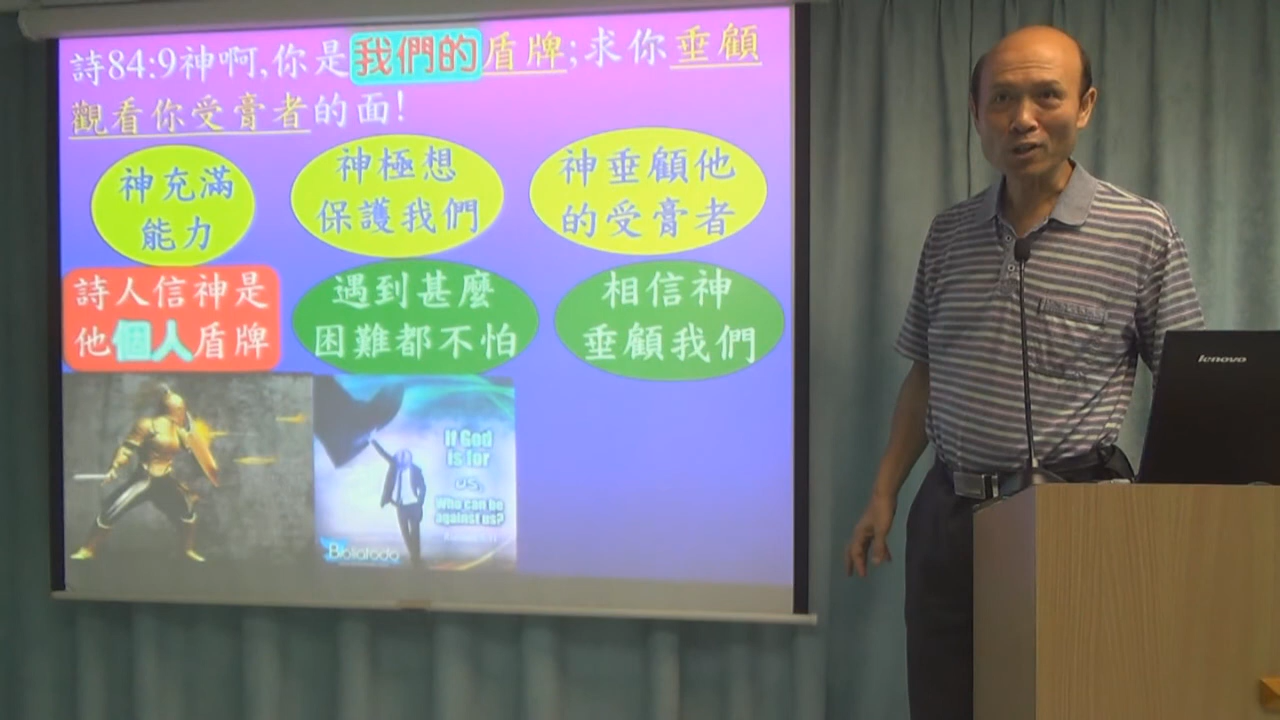 詩84:9神啊,你是我們的盾牌;求你垂顧
觀看你受膏者的面!
神充滿
能力
神極想
保護我們
神垂顧他
的受膏者
詩人信神是
他個人盾牌
遇到甚麼
困難都不怕
相信神
垂顧我們
If God
is for
us,
who can be
against us?
Bibliatodo
lenovo